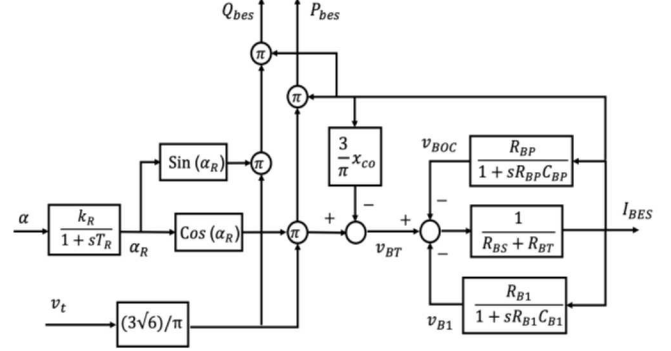 Q_bes
P_bes
π
π
Sin (α_R)
π
3/π x_co
v_BOC
R_BP / (1 + sR_BP C_BP)
α
k_R / (1 + sT_R)
α_R
Cos (α_R)
π
+
−
v_BT
+
−
−
1 / (R_BS + R_BT)
I_BES
v_t
(3√6)/π
v_B1
R_B1 / (1 + sR_B1 C_B1)